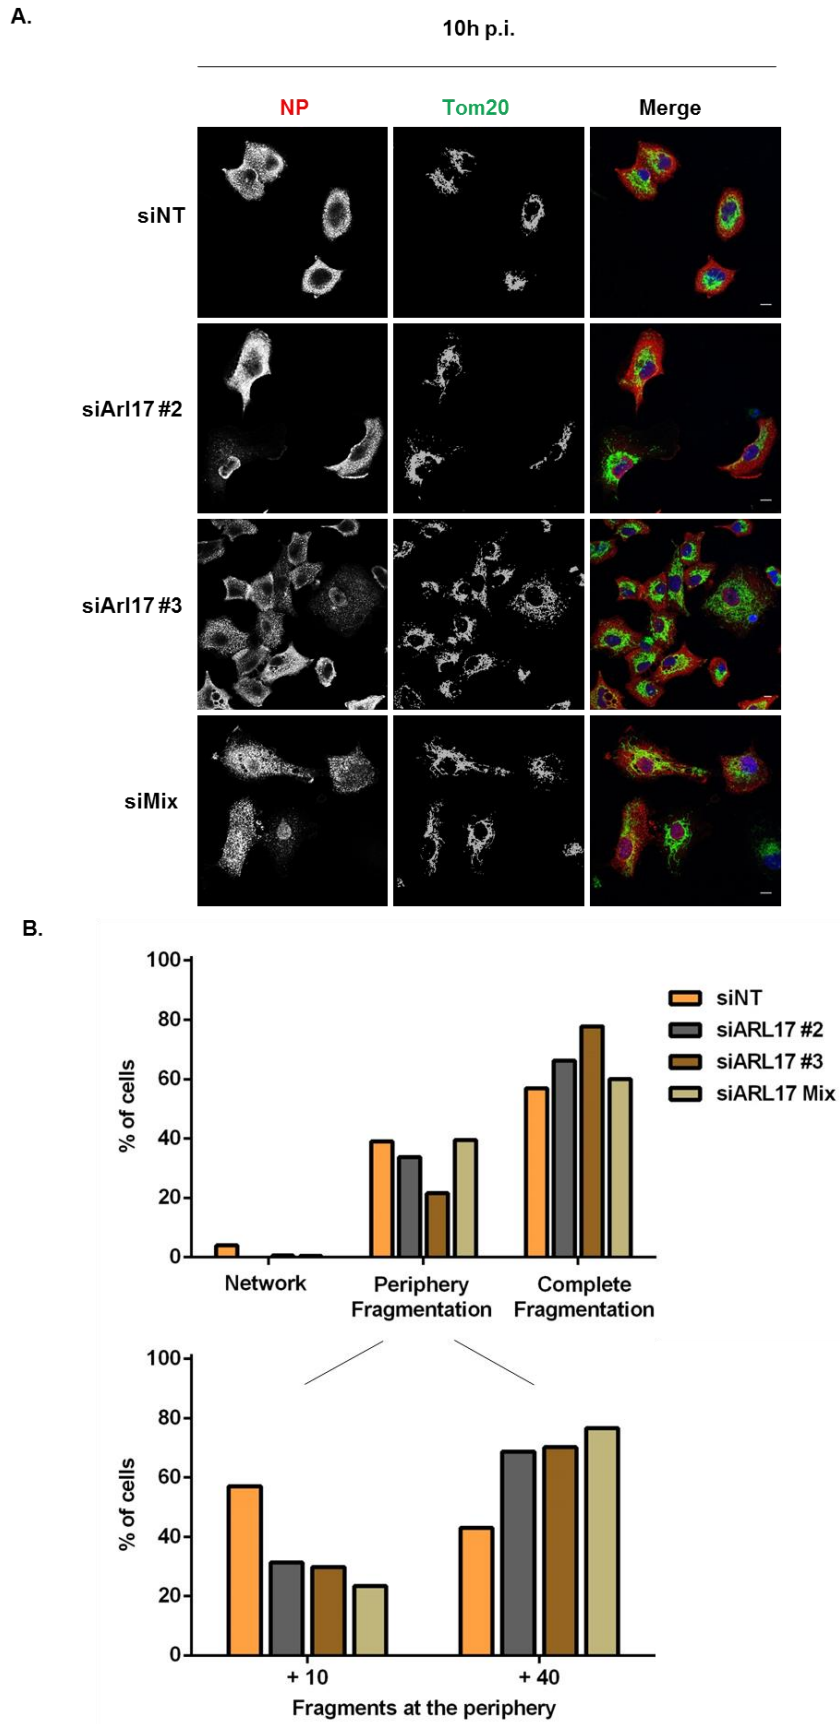 A.
10h p.i.
NP
Tom20
Merge
siNT
siArl17 #2
siArl17 #3
siMix
B.
100
80
60
40
20
0
% of cells
Network
Periphery
Fragmentation
Complete
Fragmentation
siNT
siARL17 #2
siARL17 #3
siARL17 Mix
100
80
60
40
20
0
% of cells
+ 10
+ 40
Fragments at the periphery